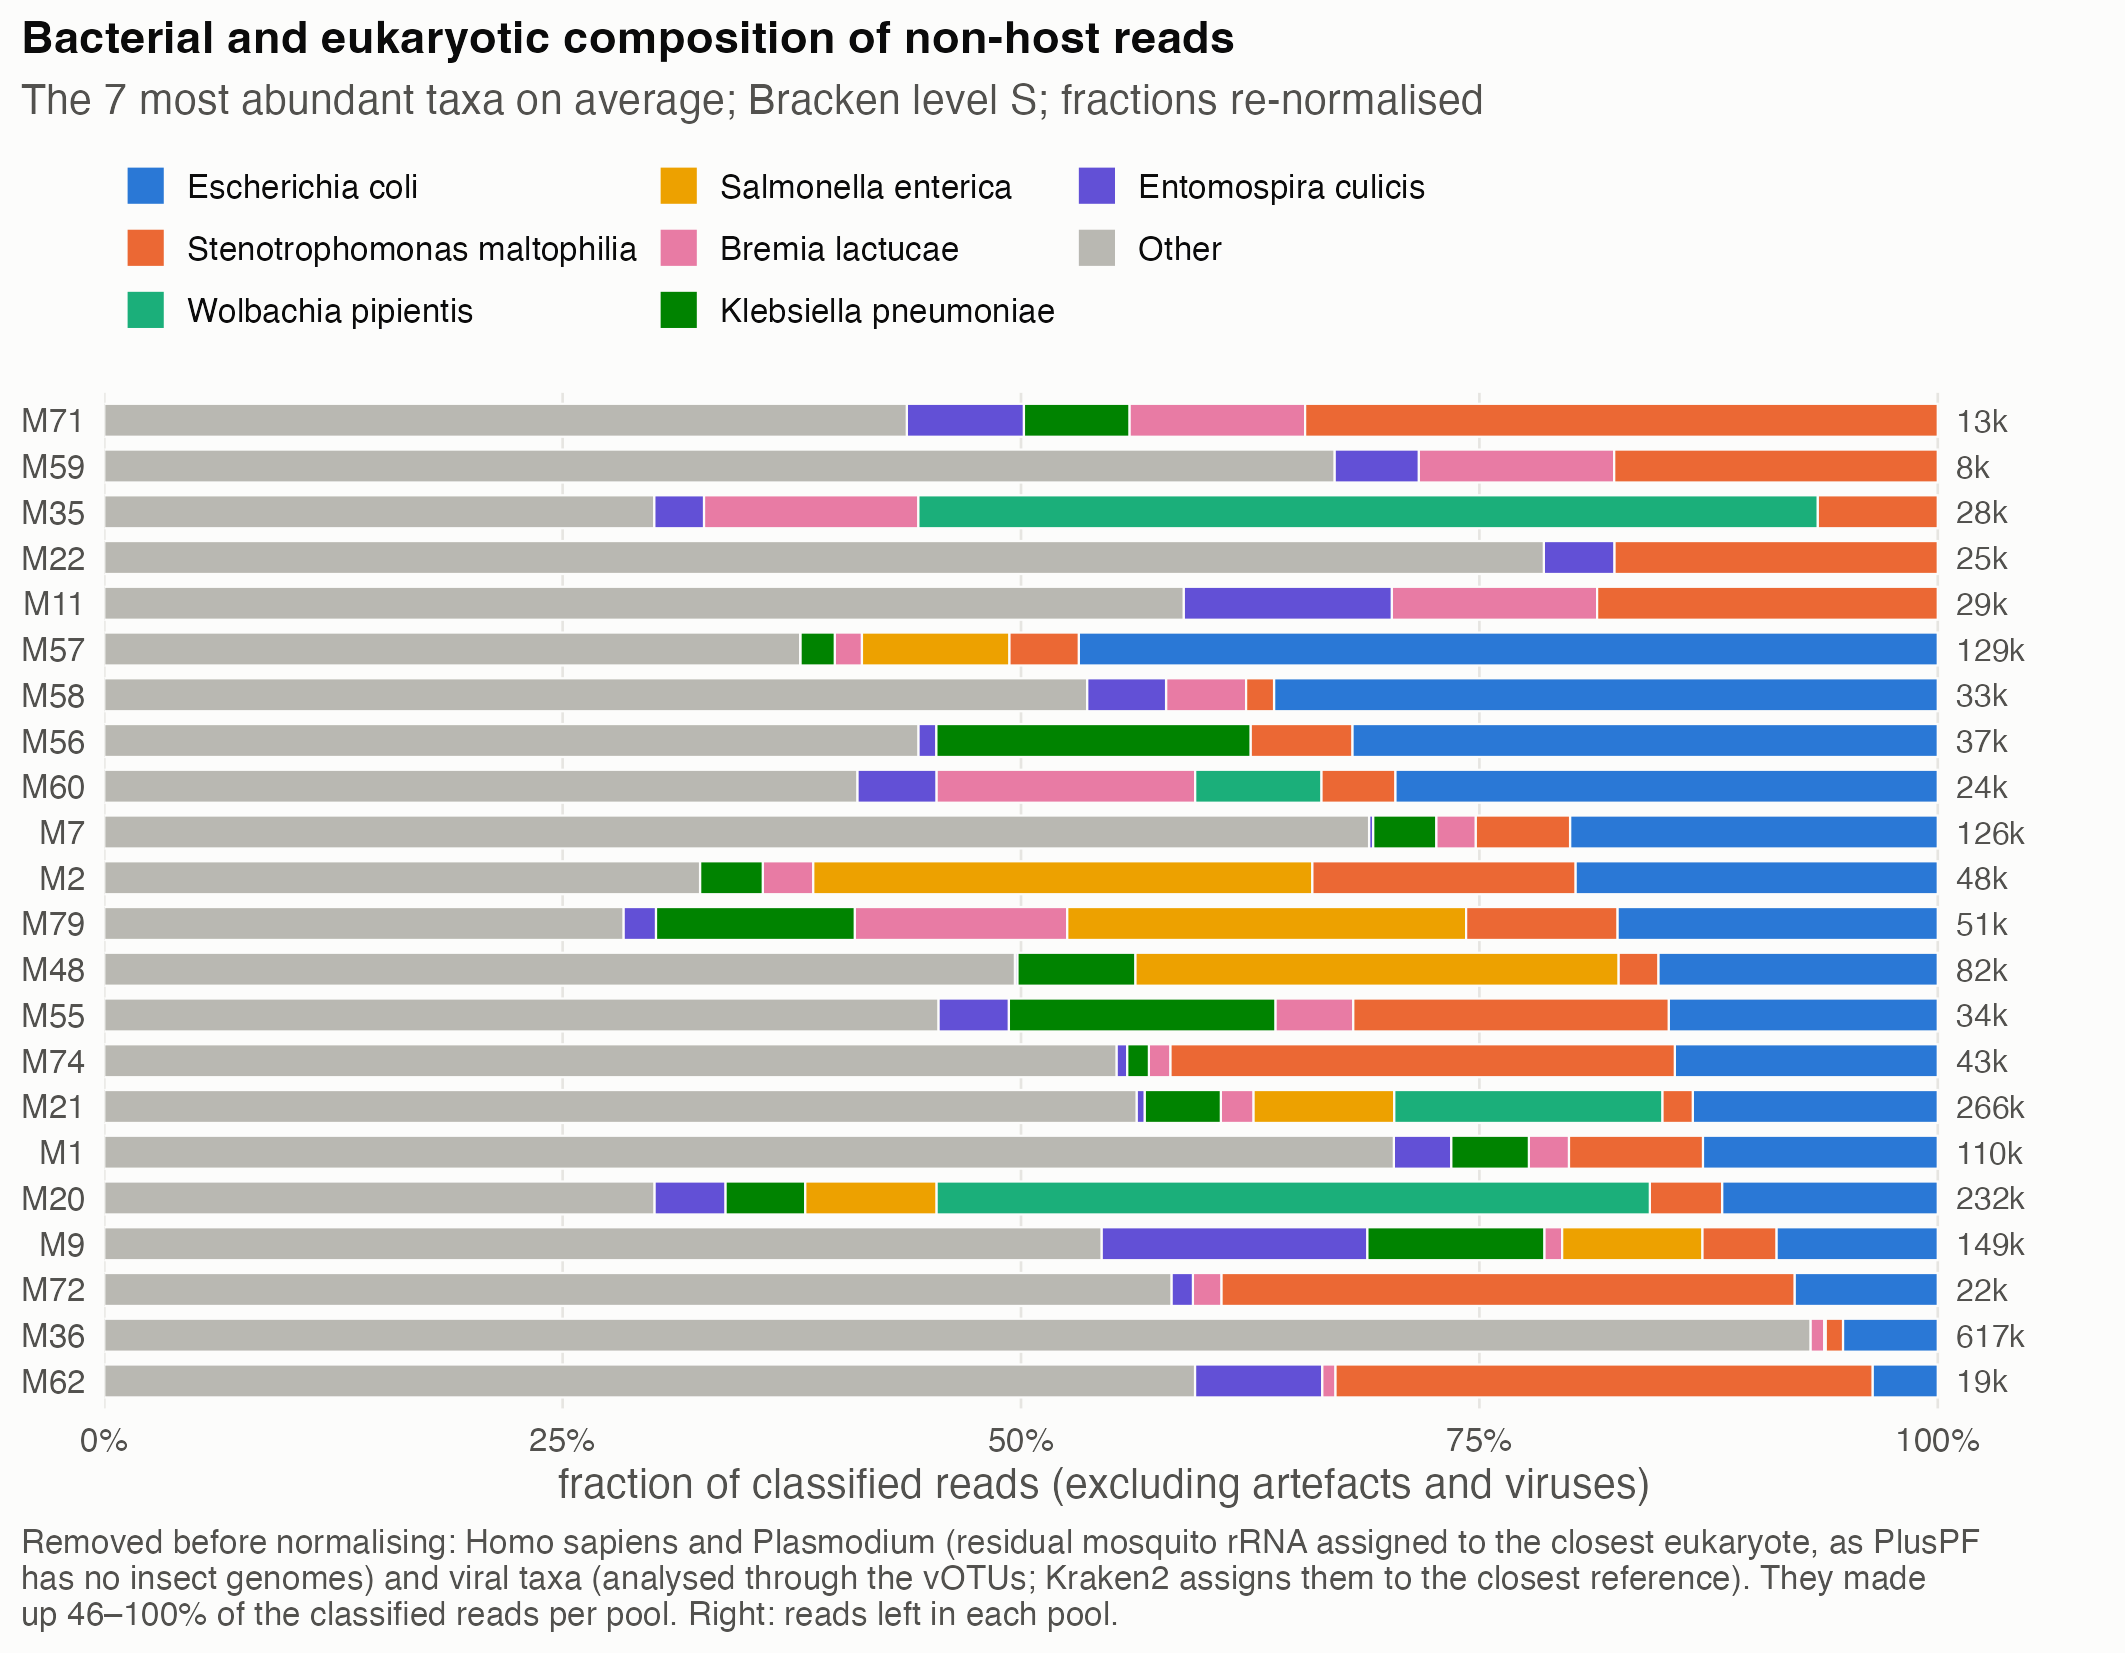 Bacterial and eukaryotic composition of non-host reads
The 7 most abundant taxa on average; Bracken level S; fractions re-normalised
Escherichia coli
Stenotrophomonas maltophilia
Wolbachia pipientis
Salmonella enterica
Bremia lactucae
Klebsiella pneumoniae
Entomospira culicis
Other
M71 13k
M59 8k
M35 28k
M22 25k
M11 29k
M57 129k
M58 33k
M56 37k
M60 24k
M7 126k
M2 48k
M79 51k
M48 82k
M55 34k
M74 43k
M21 266k
M1 110k
M20 232k
M9 149k
M72 22k
M36 617k
M62 19k
0% 25% 50% 75% 100%
fraction of classified reads (excluding artefacts and viruses)
Removed before normalising: Homo sapiens and Plasmodium (residual mosquito rRNA assigned to the closest eukaryote, as PlusPF
has no insect genomes) and viral taxa (analysed through the vOTUs; Kraken2 assigns them to the closest reference). They made
up 46–100% of the classified reads per pool. Right: reads left in each pool.